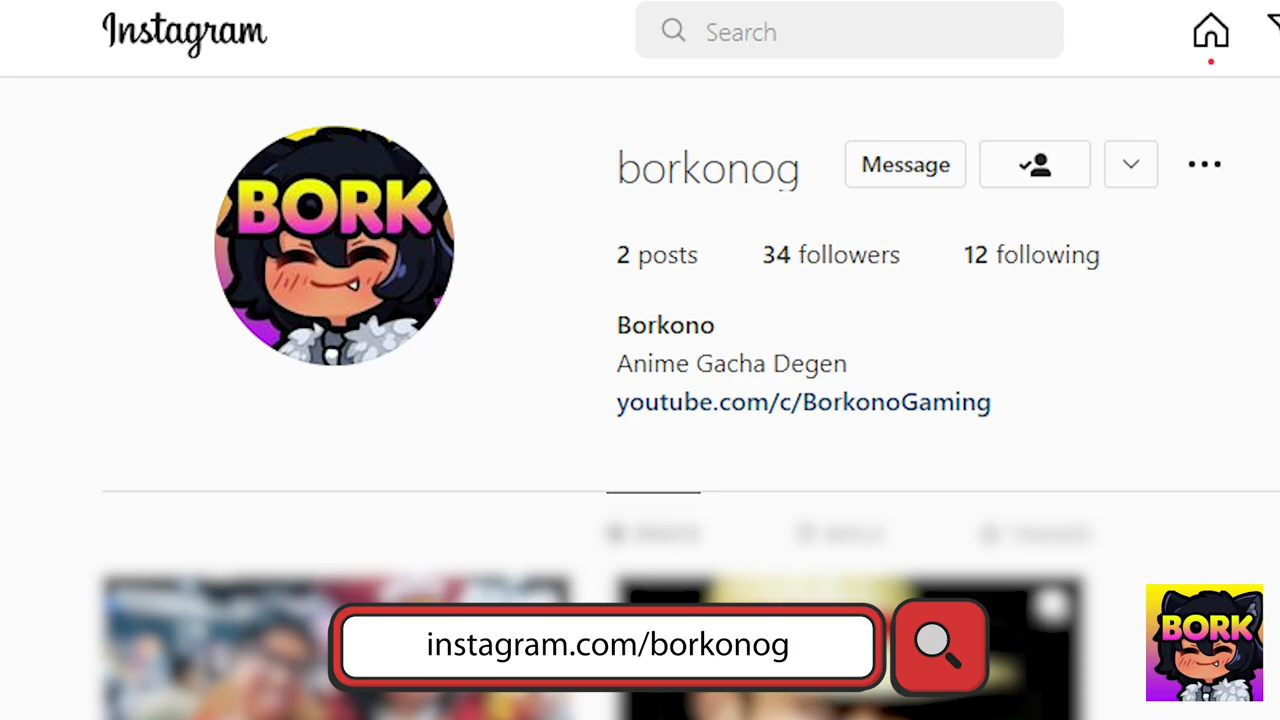 Instagram
Search
BORK
borkonog
Message
2 posts 34 followers 12 following
Borkono
Anime Gacha Degen
youtube.com/c/BorkonoGaming
instagram.com/borkonog
BORK